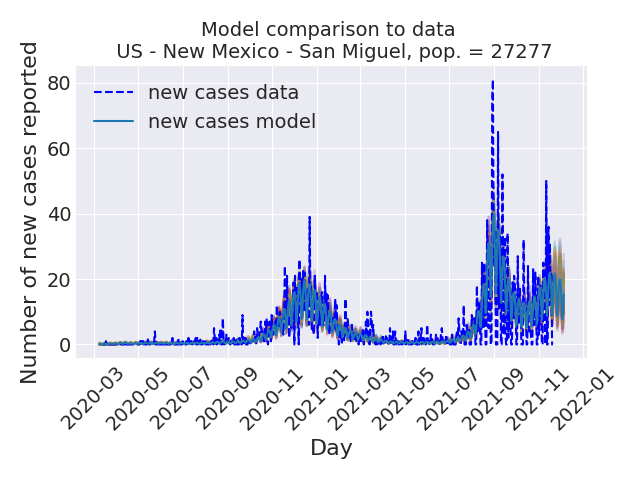 Model comparison to data
US - New Mexico - San Miguel, pop. = 27277
Number of new cases reported
80
60
40
20
0
new cases data
new cases model
2020-03
2020-05
2020-07
2020-09
2020-11
2021-01
2021-03
2021-05
2021-07
2021-09
2021-11
2022-01
Day